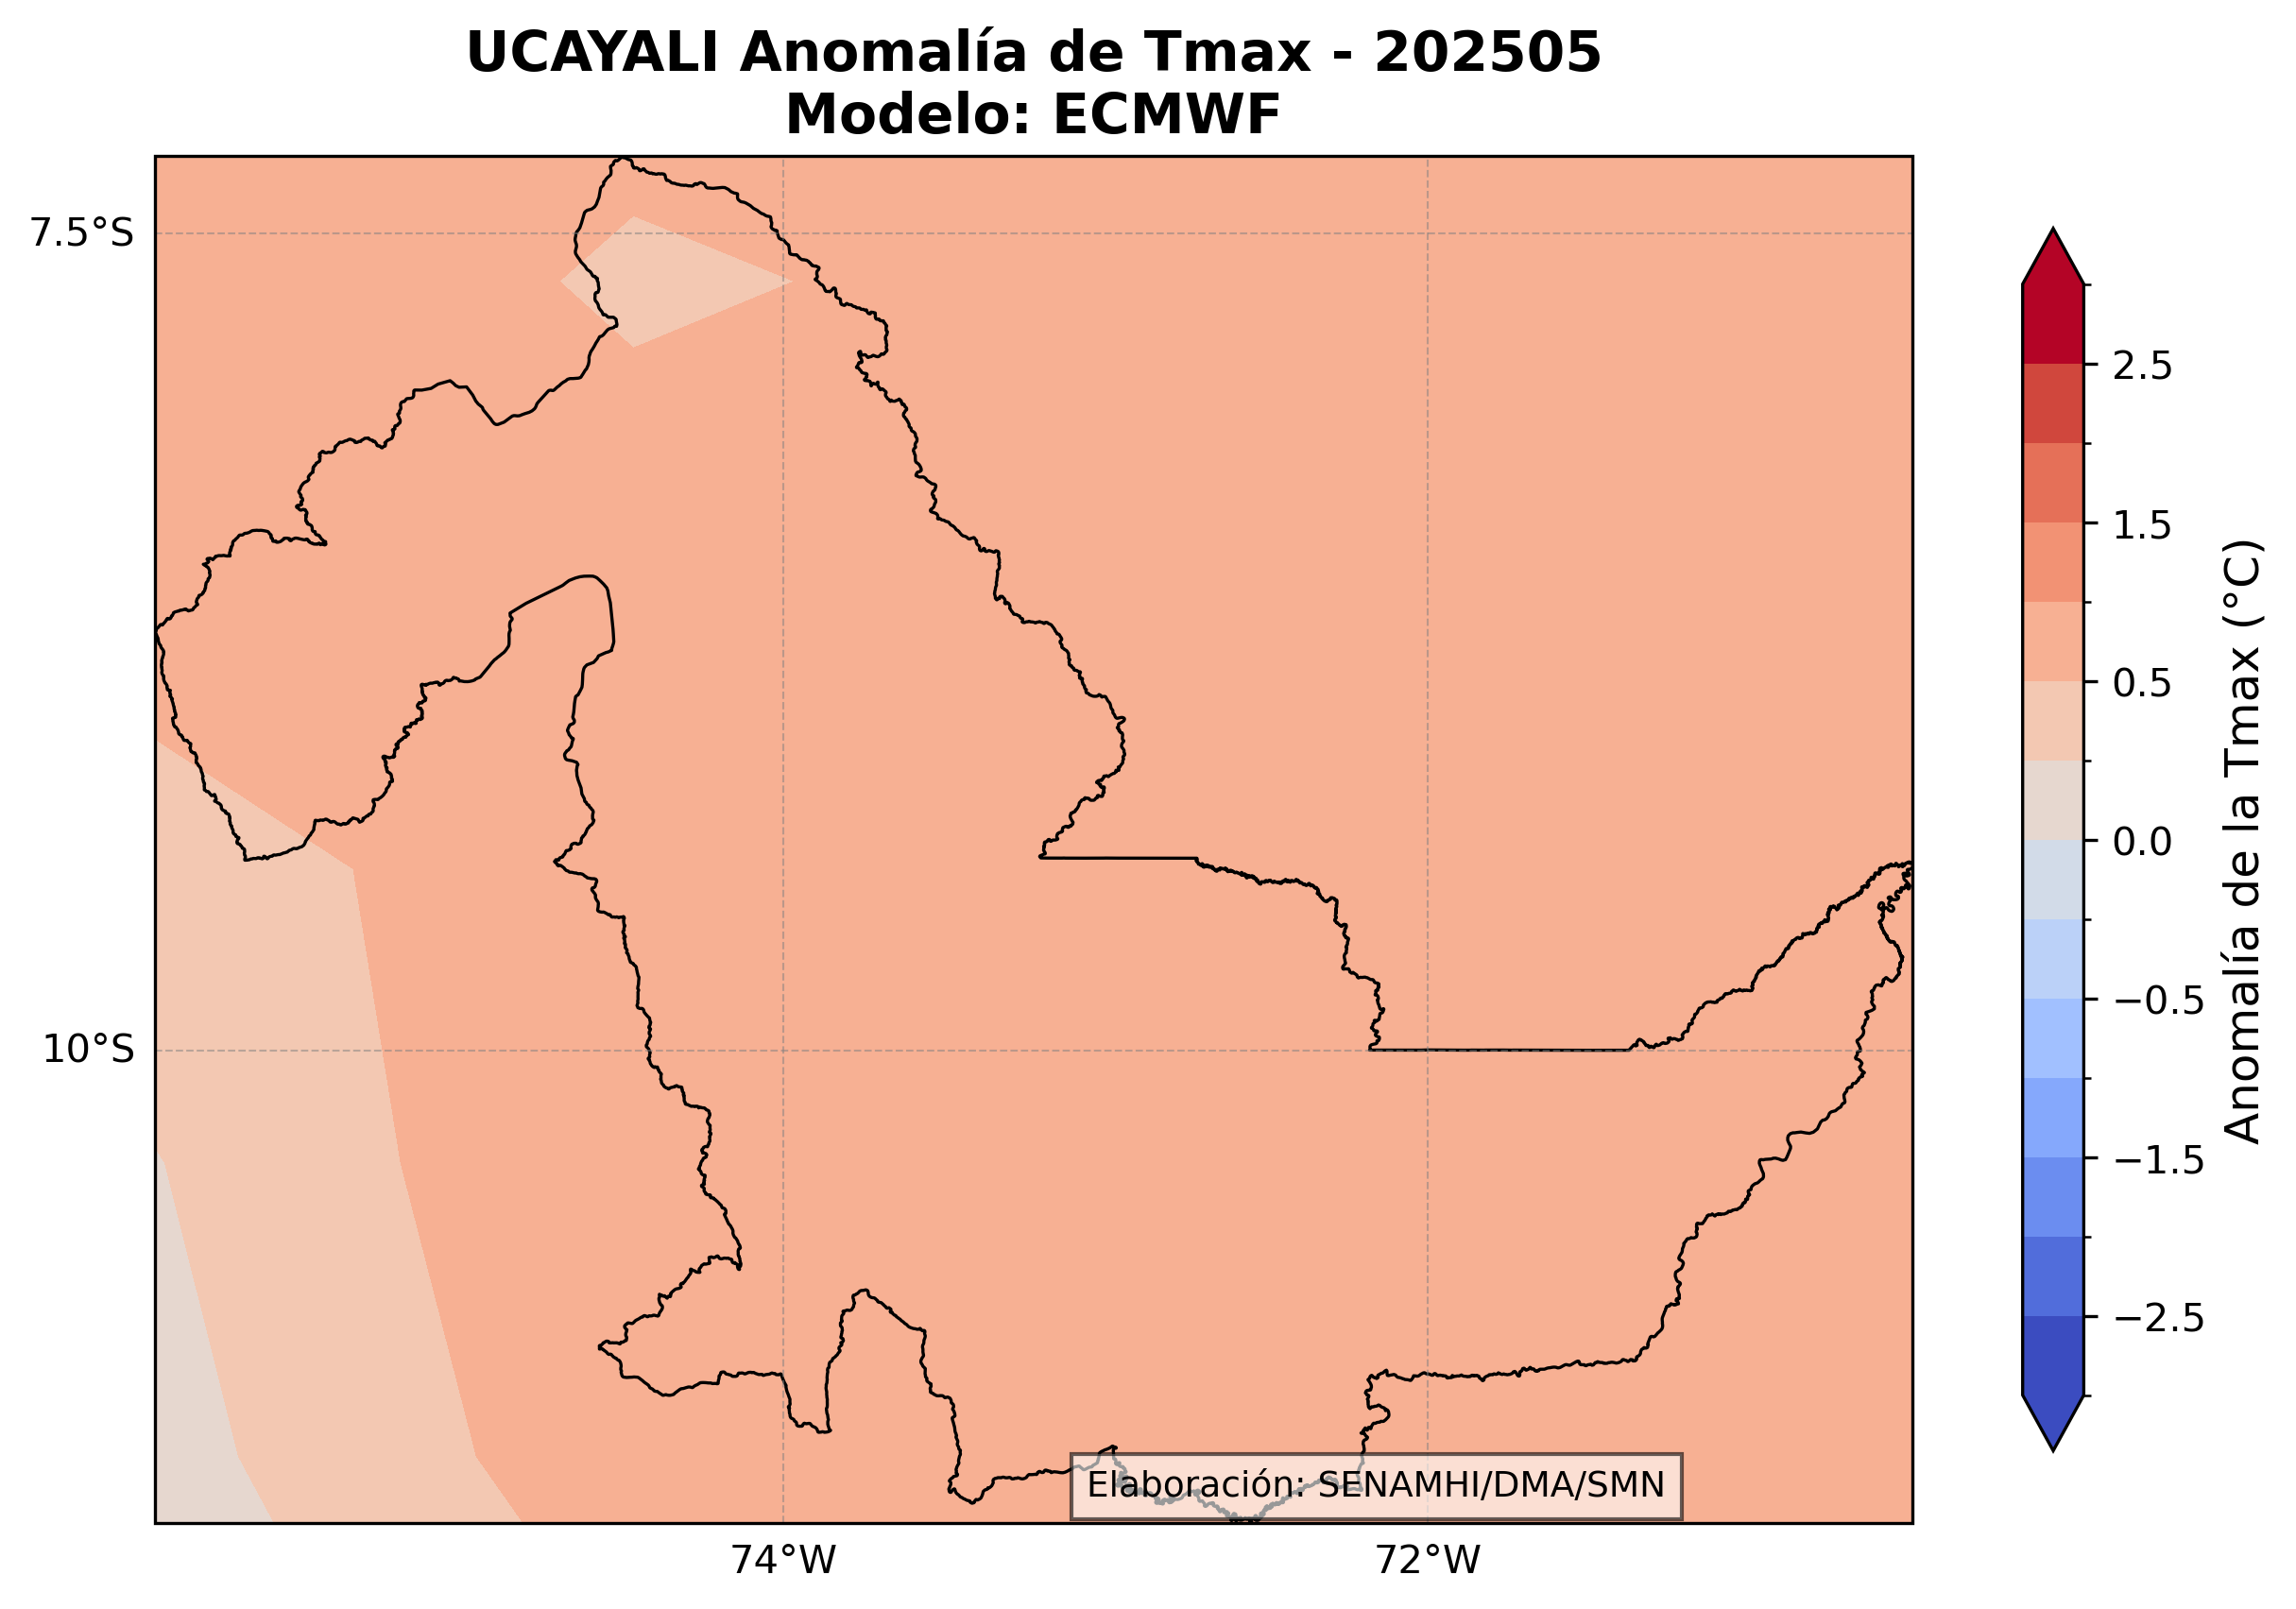 UCAYALI Anomalía de Tmax - 202505
Modelo: ECMWF
7.5°S
10°S
74°W
72°W
Elaboración: SENAMHI/DMA/SMN
2.5
1.5
0.5
0.0
−0.5
−1.5
−2.5
Anomalía de la Tmax (°C)